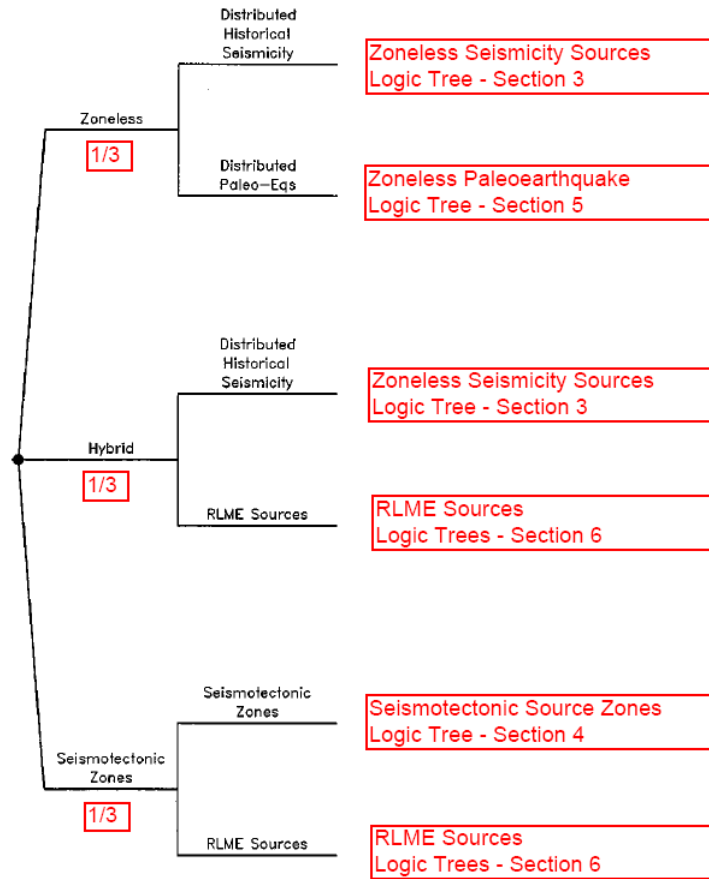 Distributed
Historical
Seismicity
Zoneless Seismicity Sources
Logic Tree - Section 3
Zoneless
1/3
Distributed
Paleo-Eqs
Zoneless Paleoearthquake
Logic Tree - Section 5
Distributed
Historical
Seismicity
Zoneless Seismicity Sources
Logic Tree - Section 3
Hybrid
1/3
RLME Sources
RLME Sources
Logic Trees - Section 6
Seismotectonic
Zones
Seismotectonic Source Zones
Logic Tree - Section 4
Seismotectonic
Zones
1/3
RLME Sources
RLME Sources
Logic Trees - Section 6